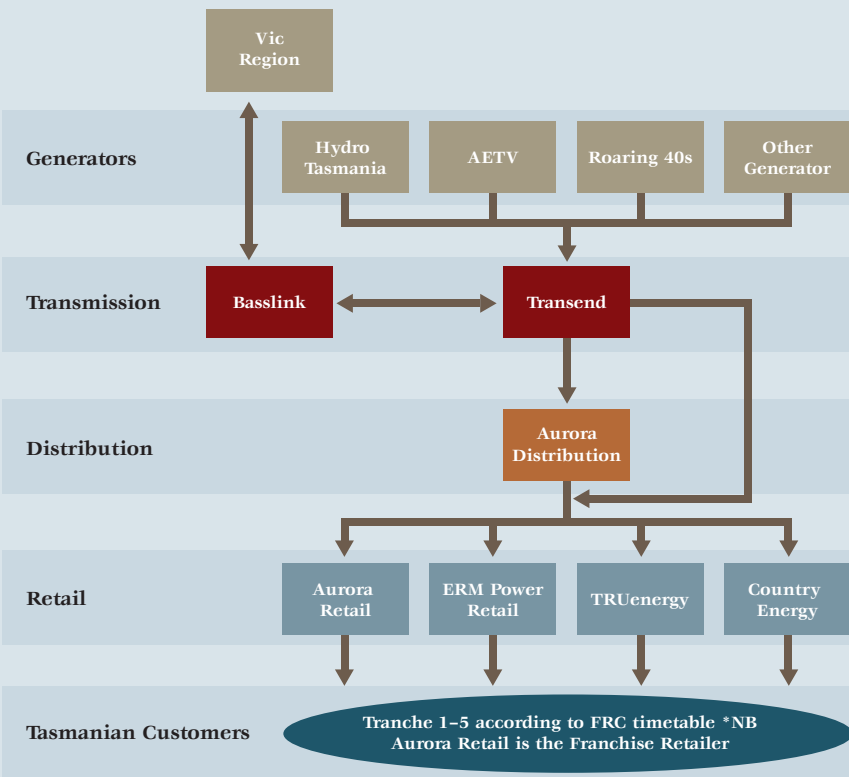 Vic
Region
Generators
Hydro
Tasmania
AETV
Roaring 40s
Other
Generator
Transmission
Basslink
Transend
Distribution
Aurora
Distribution
Retail
Aurora
Retail
ERM Power
Retail
TRUenergy
Country
Energy
Tasmanian Customers
Tranche 1–5 according to FRC timetable *NB
Aurora Retail is the Franchise Retailer